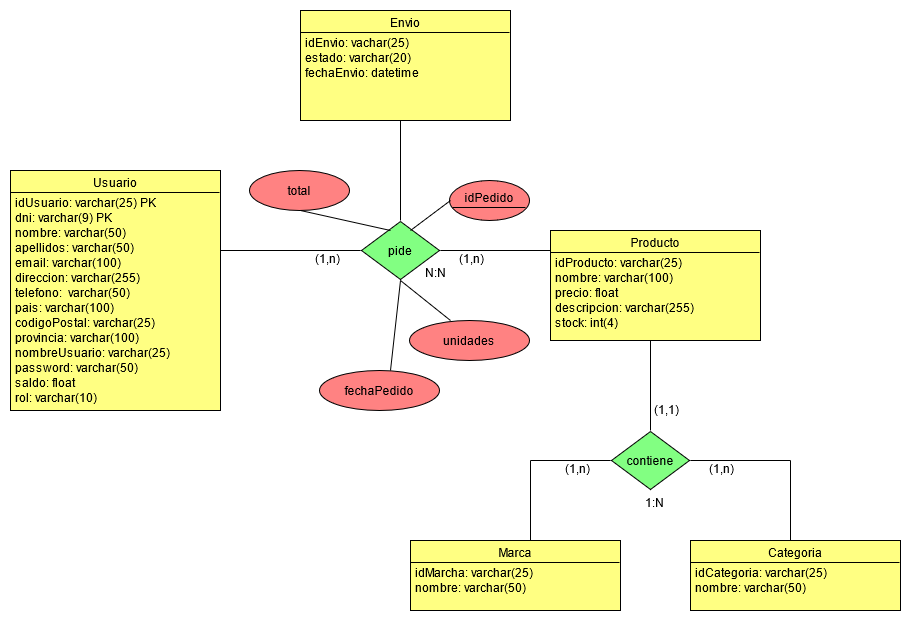 Envio
idEnvio: vachar(25)
estado: varchar(20)
fechaEnvio: datetime
Usuario
idUsuario: varchar(25) PK
dni: varchar(9) PK
nombre: varchar(50)
apellidos: varchar(50)
email: varchar(100)
direccion: varchar(255)
telefono: varchar(50)
pais: varchar(100)
codigoPostal: varchar(25)
provincia: varchar(100)
nombreUsuario: varchar(25)
password: varchar(50)
saldo: float
rol: varchar(10)
total
idPedido
pide
(1,n)
(1,n)
N:N
unidades
fechaPedido
Producto
idProducto: varchar(25)
nombre: varchar(100)
precio: float
descripcion: varchar(255)
stock: int(4)
(1,1)
contiene
(1,n)
(1,n)
1:N
Marca
idMarcha: varchar(25)
nombre: varchar(50)
Categoria
idCategoria: varchar(25)
nombre: varchar(50)